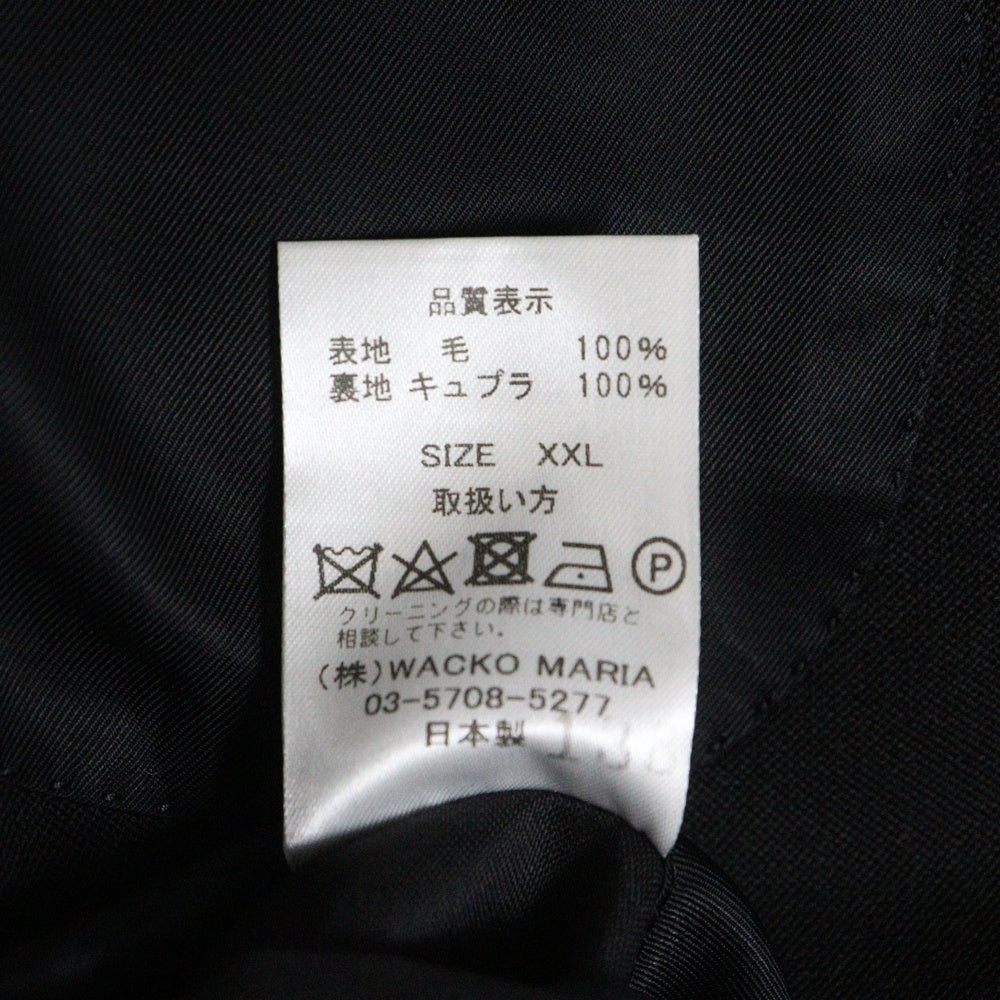 品質表示
表地 毛 100%
裏地 キュプラ 100%
SIZE XXL
取扱い方
P
クリーニングの際は専門店と
相談して下さい。
(株)WACKO MARIA
03-5708-5277
日本製